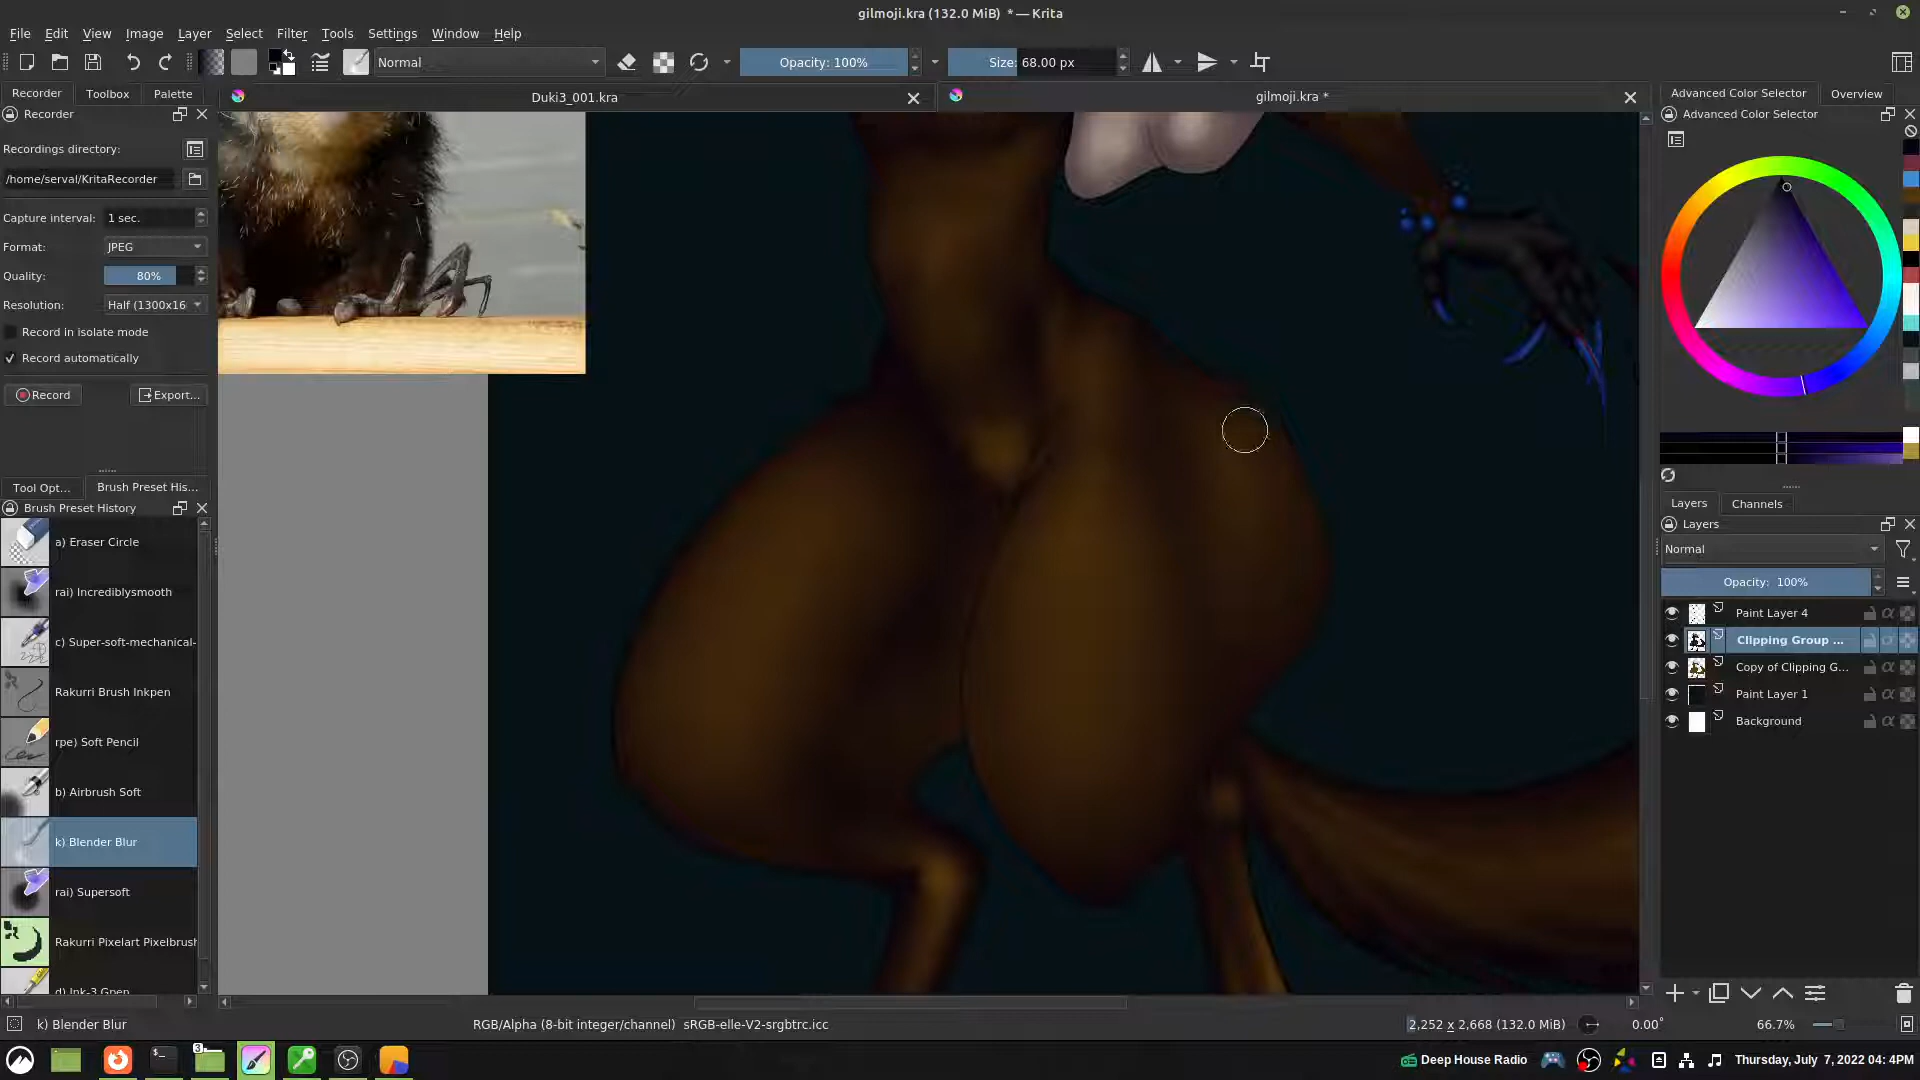 gilmoji.kra (132.0 MiB) * — Krita
File Edit View Image Layer Select Filter Tools Settings Window Help
Normal Opacity: 100% Size: 68.00 px
Recorder Toolbox Palette Duki3_001.kra gilmoji.kra * Advanced Color Selector Overview
Recorder Advanced Color Selector
Recordings directory:
/home/serval/KritaRecorder
Capture interval: 1 sec.
Format: JPEG
Quality: 80%
Resolution: Half (1300x16
Record in isolate mode
Record automatically
Record Export...
Tool Opt... Brush Preset His...
Brush Preset History
a) Eraser Circle
rai) Incrediblysmooth
c) Super-soft-mechanical-
Rakurri Brush Inkpen
rpe) Soft Pencil
b) Airbrush Soft
k) Blender Blur
rai) Supersoft
Rakurri Pixelart Pixelbrush
d) Ink-3 Gpen
Layers Channels
Layers
Normal
Opacity: 100%
Paint Layer 4
Clipping Group ...
Copy of Clipping G...
Paint Layer 1
Background
k) Blender Blur RGB/Alpha (8-bit integer/channel) sRGB-elle-V2-srgbtrc.icc 2,252 x 2,668 (132.0 MiB) 0.00° 66.7%
3 Deep House Radio Thursday, July 7, 2022 04: 4PM